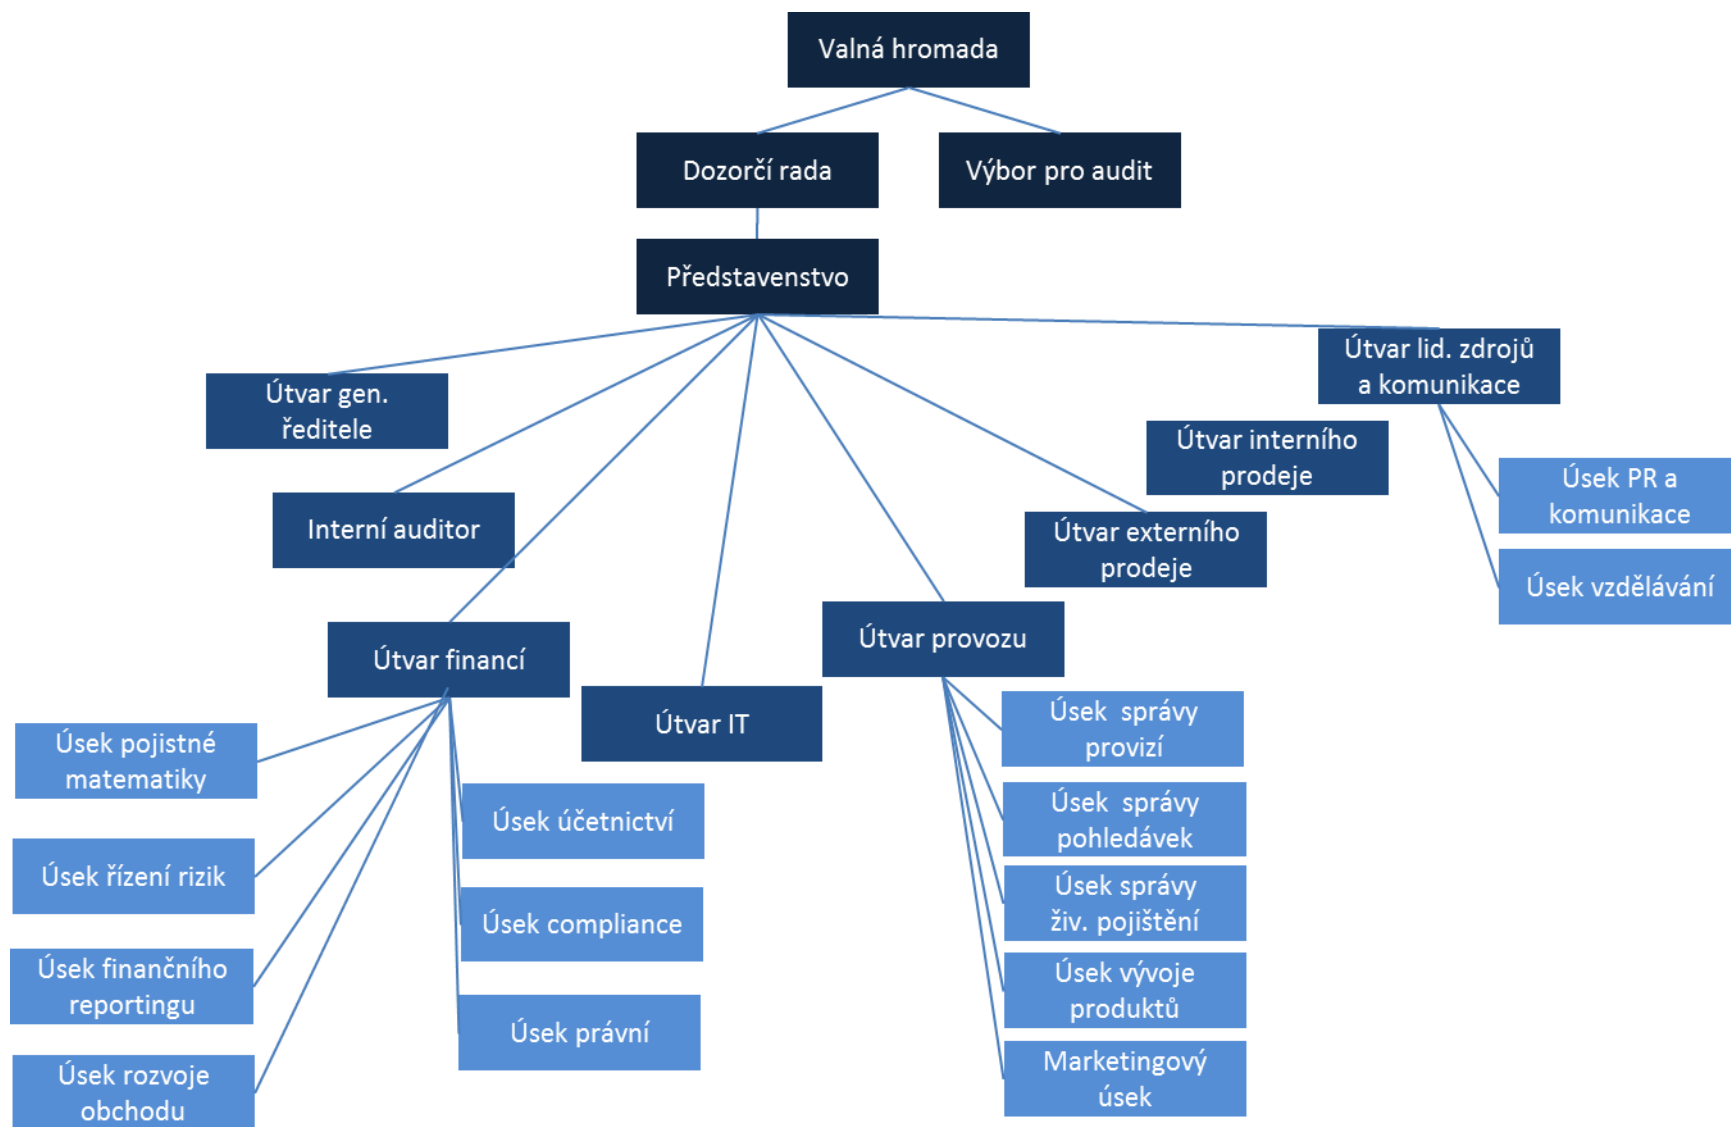 Valná hromada
Dozorčí rada
Výbor pro audit
Představenstvo
Útvar lid. zdrojů
a komunikace
Útvar gen.
ředitele
Útvar interního
prodeje
Úsek PR a
komunikace
Interní auditor
Útvar externího
prodeje
Úsek vzdělávání
Útvar financí
Útvar provozu
Útvar IT
Úsek pojistné
matematiky
Úsek řízení rizik
Úsek finančního
reportingu
Úsek rozvoje
obchodu
Úsek účetnictví
Úsek compliance
Úsek právní
Úsek správy
provizí
Úsek správy
pohledávek
Úsek správy
živ. pojištění
Úsek vývoje
produktů
Marketingový
úsek